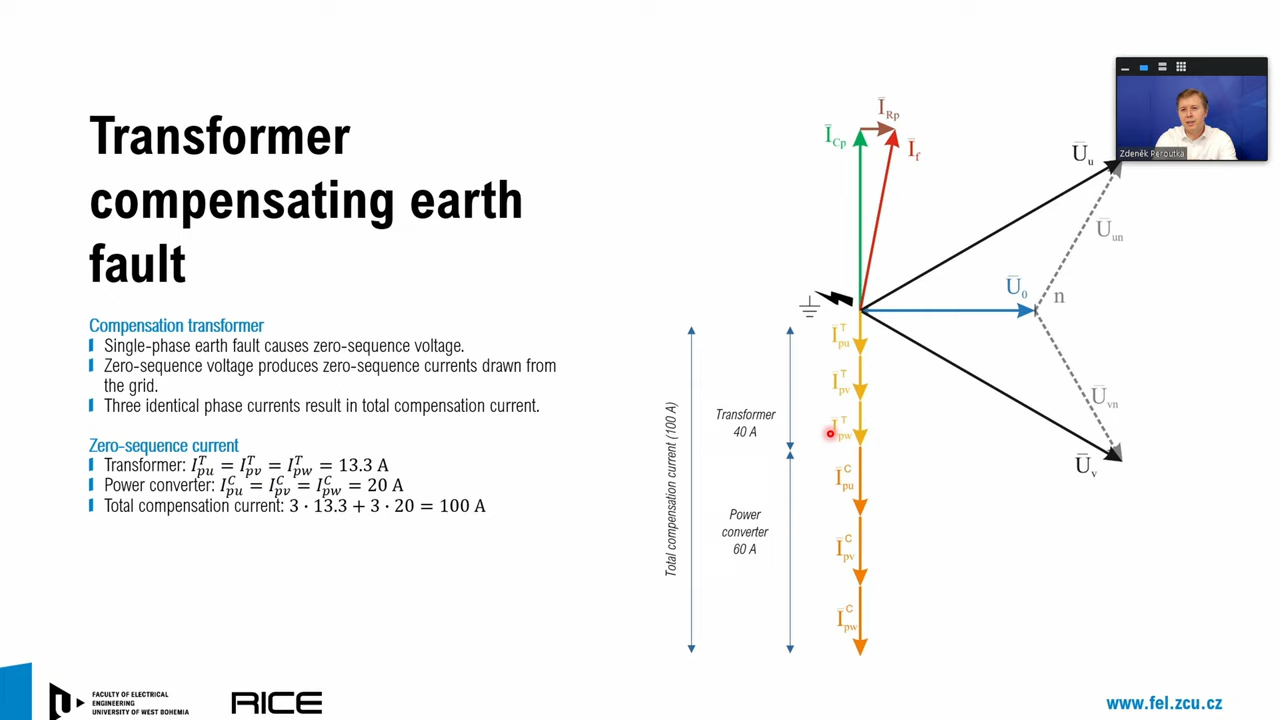 Transformer
compensating earth
fault
Compensation transformer
Single-phase earth fault causes zero-sequence voltage.
Zero-sequence voltage produces zero-sequence currents drawn from
the grid.
Three identical phase currents result in total compensation current.
Zero-sequence current
Transformer: I_pu^T = I_pv^T = I_pw^T = 13.3 A
Power converter: I_pu^C = I_pv^C = I_pw^C = 20 A
Total compensation current: 3 · 13.3 + 3 · 20 = 100 A
Ī_Rp
Ī_Cp
Ī_f
Ū_u
Zdeněk Peroutka
Ū_un
Ū_0
n
Ī_pu^T
Ī_pv^T
Ī_pw^T
Ū_vn
Ū_v
Transformer
40 A
Total compensation current (100 A)
Ī_pu^C
Power
converter
60 A
Ī_pv^C
Ī_pw^C
FACULTY OF ELECTRICAL
ENGINEERING
UNIVERSITY OF WEST BOHEMIA
RICE
www.fel.zcu.cz